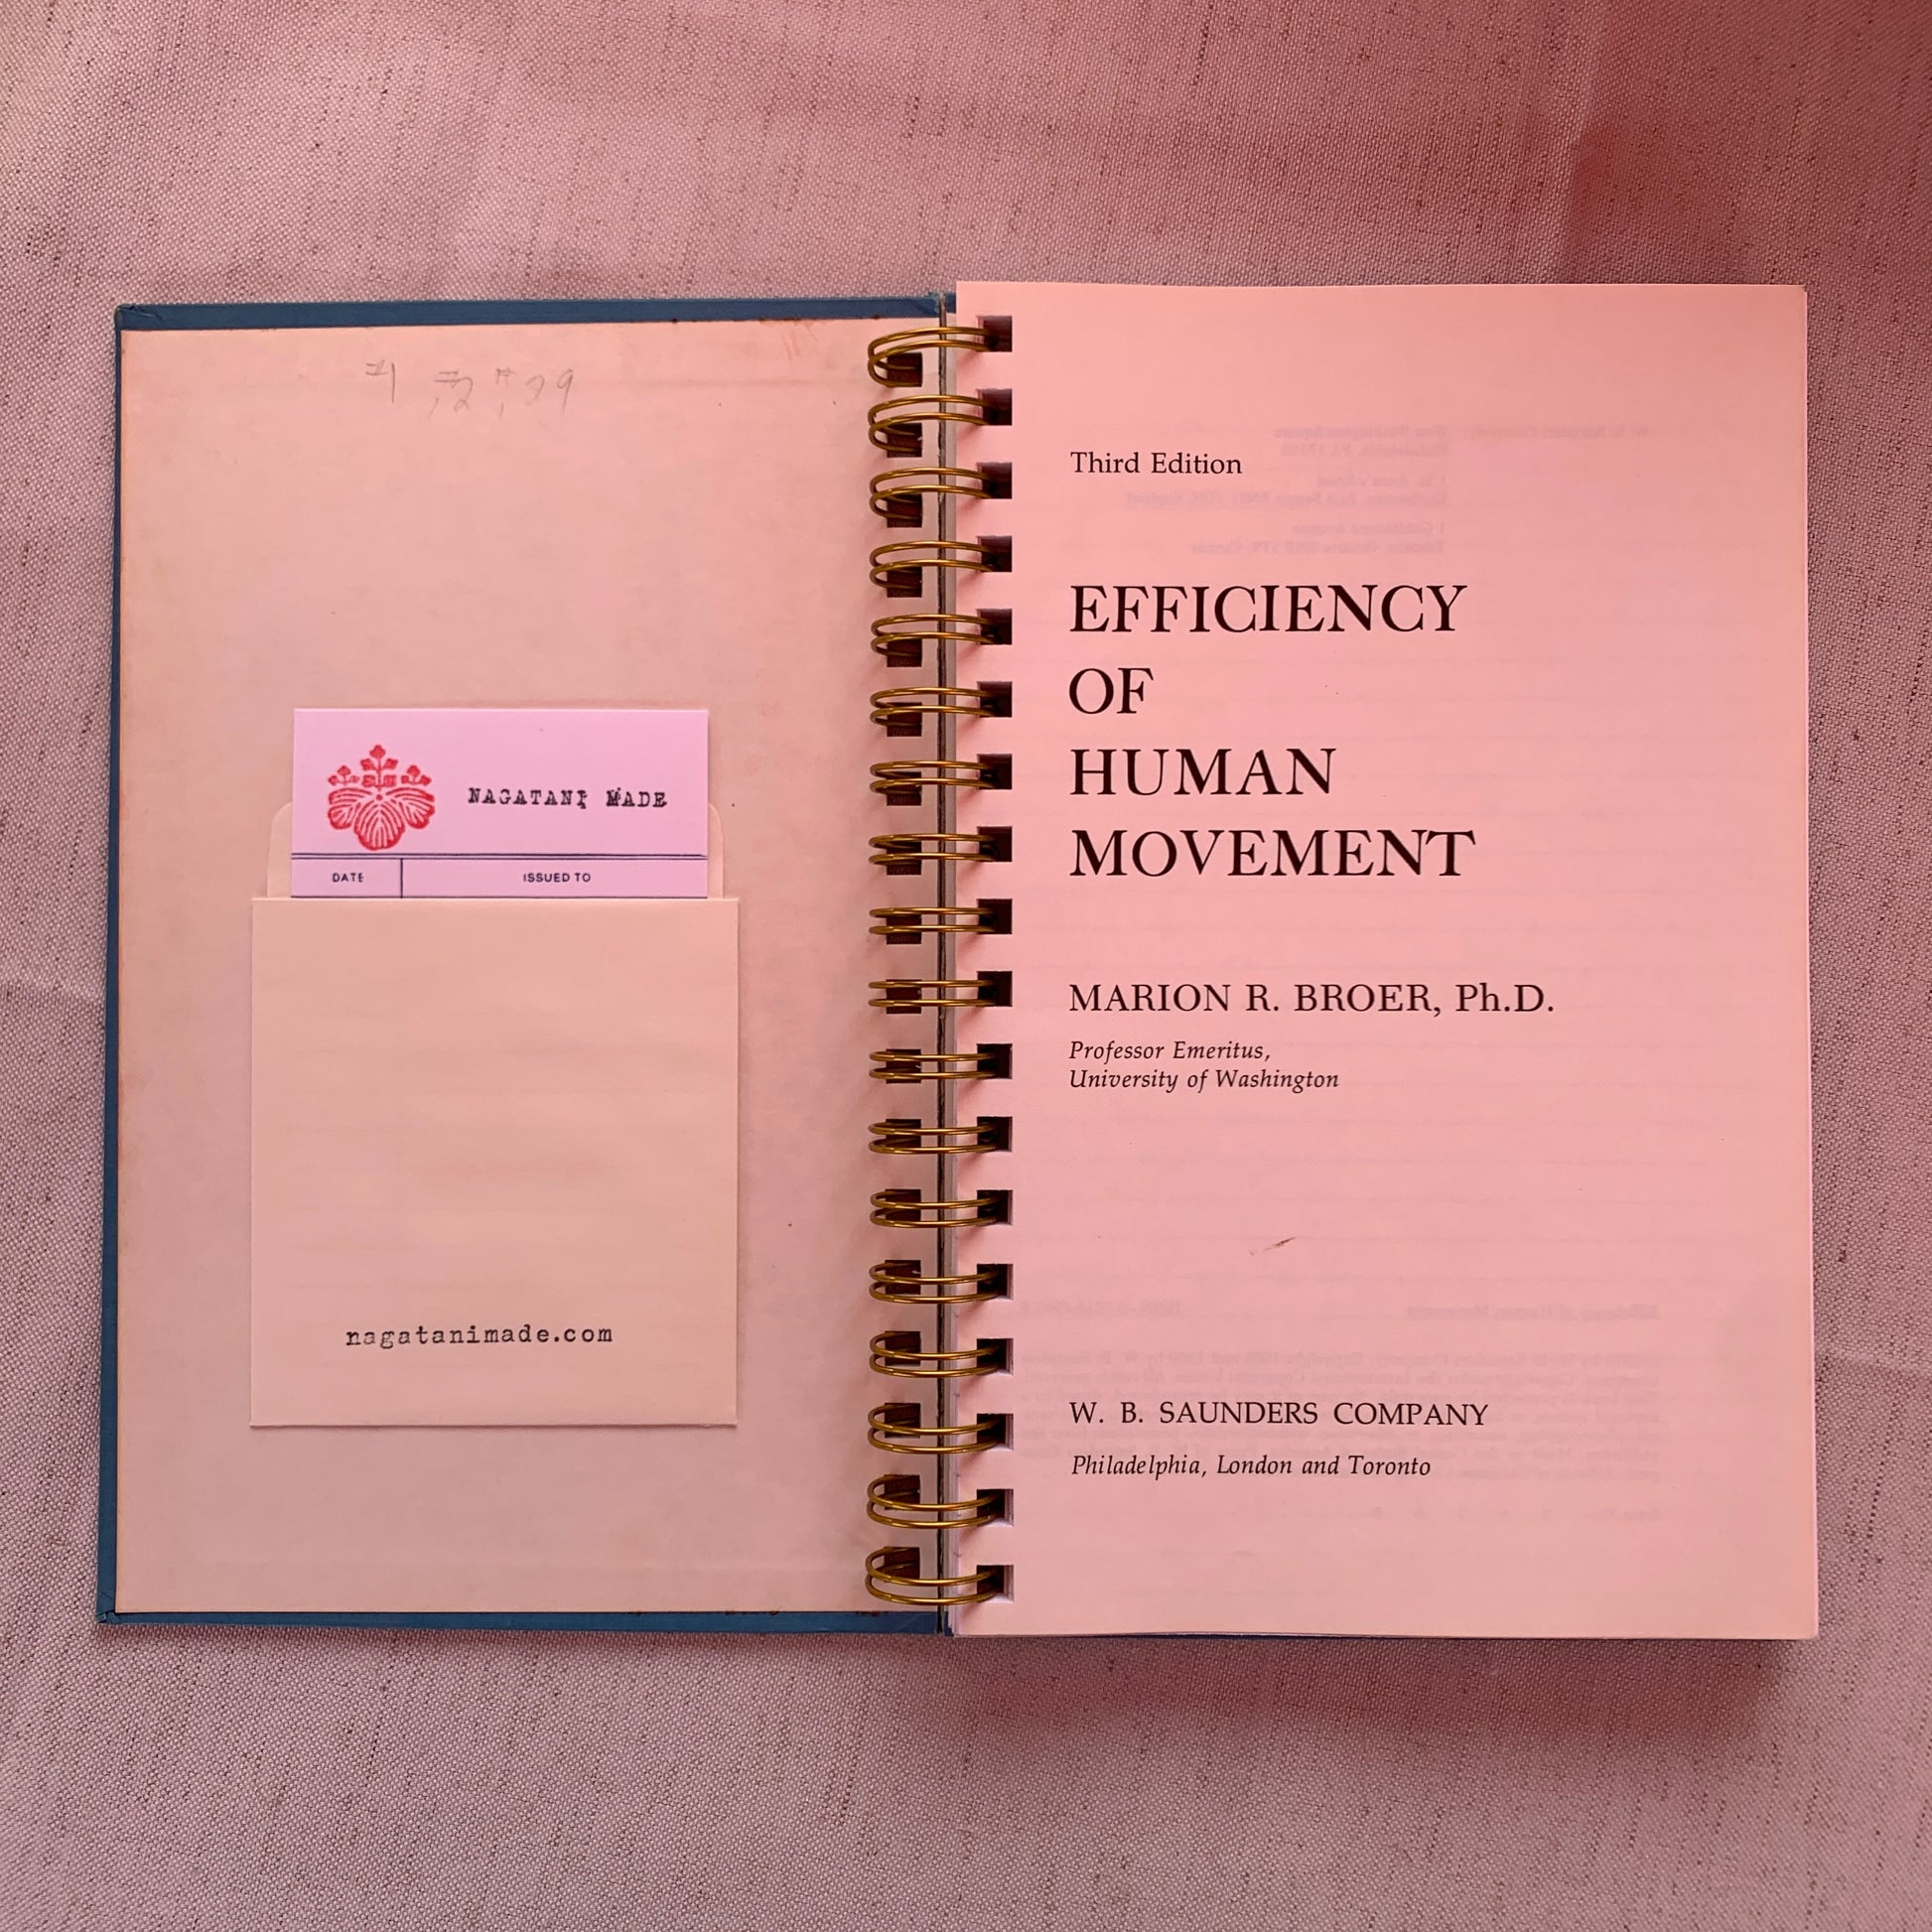 NAGATANI MADE
DATE ISSUED TO
nagatanimade.com
Third Edition
EFFICIENCY
OF
HUMAN
MOVEMENT
MARION R. BROER, Ph.D.
Professor Emeritus,
University of Washington
W. B. SAUNDERS COMPANY
Philadelphia, London and Toronto